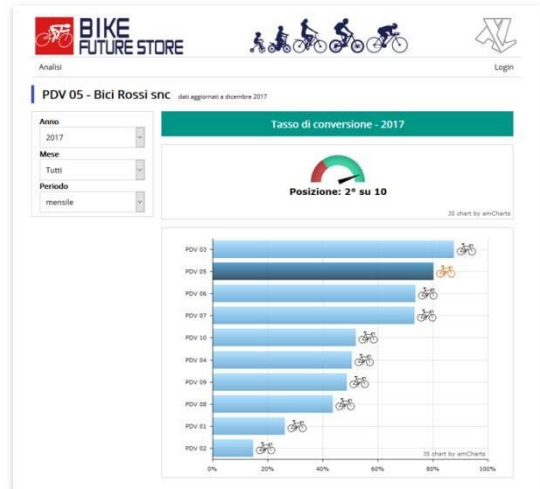 BIKE
FUTURE STORE
XL
Analisi
Login
PDV 05 - Bici Rossi snc dati aggiornati a dicembre 2017
Anno
2017
Mese
Tutti
Periodo
mensile
Tasso di conversione - 2017
Posizione: 2° su 10
JS chart by amCharts
PDV 03
PDV 05
PDV 06
PDV 07
PDV 10
PDV 04
PDV 09
PDV 08
PDV 01
PDV 02
JS chart by amCharts
0% 20% 40% 60% 80% 100%